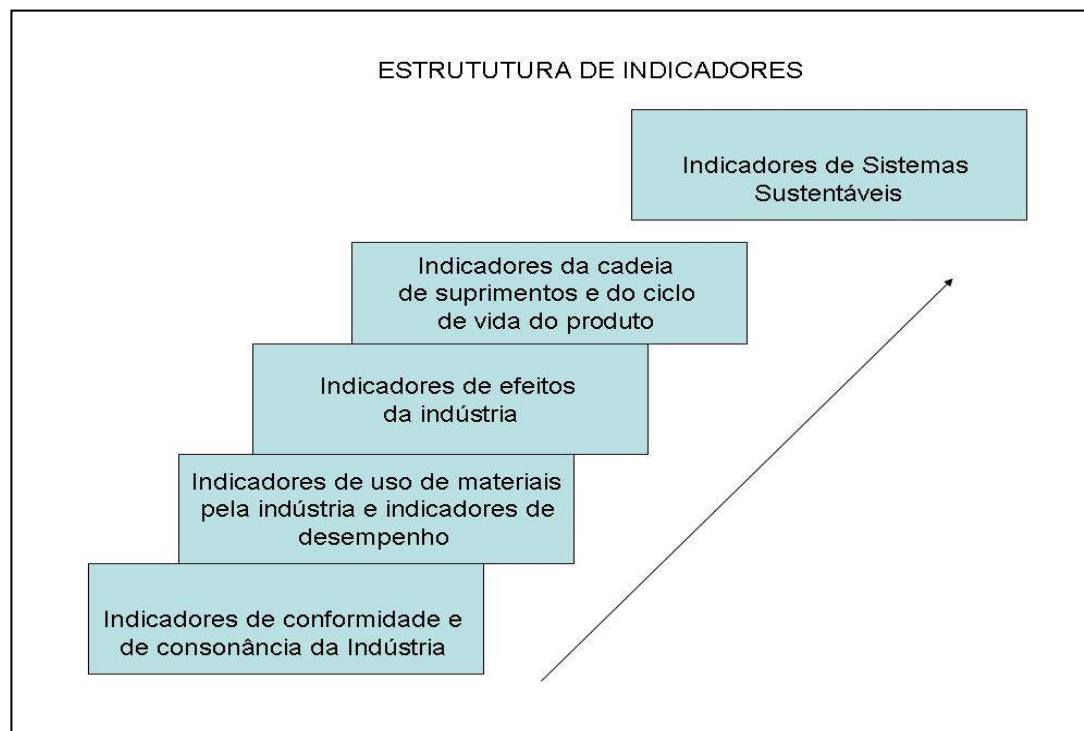 ESTRUTUTURA DE INDICADORES
Indicadores de Sistemas
Sustentáveis
Indicadores da cadeia
de suprimentos e do ciclo
de vida do produto
Indicadores de efeitos
da indústria
Indicadores de uso de materiais
pela indústria e indicadores de
desempenho
Indicadores de conformidade e
de consonância da Indústria